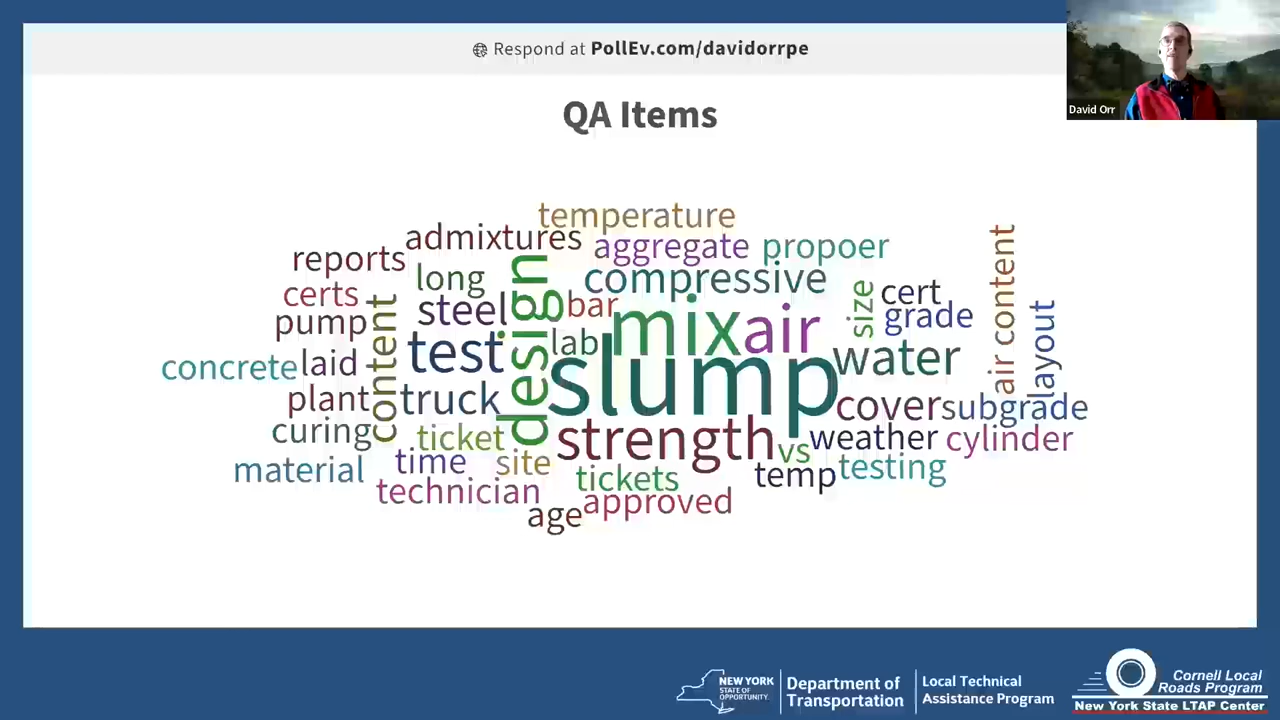 Respond at PollEv.com/davidorrpe
David Orr
QA Items
temperature
admixtures
aggregate
propoer
reports
long
design
compressive
air content
certs
content
steel
bar
mix
air
size
cert
grade
layout
pump
test
lab
slump
water
concrete
laid
plant
truck
cover
subgrade
curing
ticket
strength
vs
weather
cylinder
material
time
site
tickets
temp
testing
technician
age
approved
NEW YORK
STATE OF
OPPORTUNITY.
Department of
Transportation
Local Technical
Assistance Program
Cornell Local
Roads Program
New York State LTAP Center